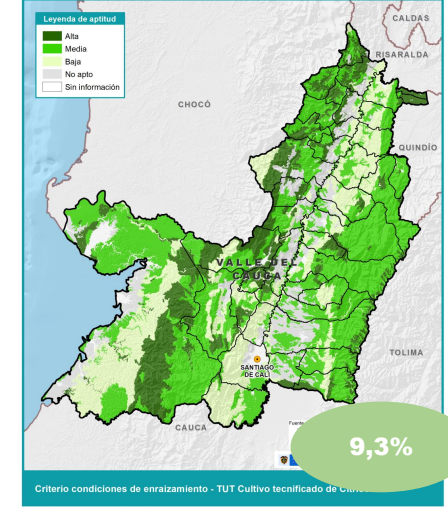 Leyenda de aptitud
Alta
Media
Baja
No apto
Sin información
CALDAS
RISARALDA
CHOCÓ
QUINDÍO
VALLE DEL
CAUCA
TOLIMA
SANTIAGO
DE CALI
CAUCA
Fuente
9,3%
Criterio condiciones de enraizamiento - TUT Cultivo tecnificado de